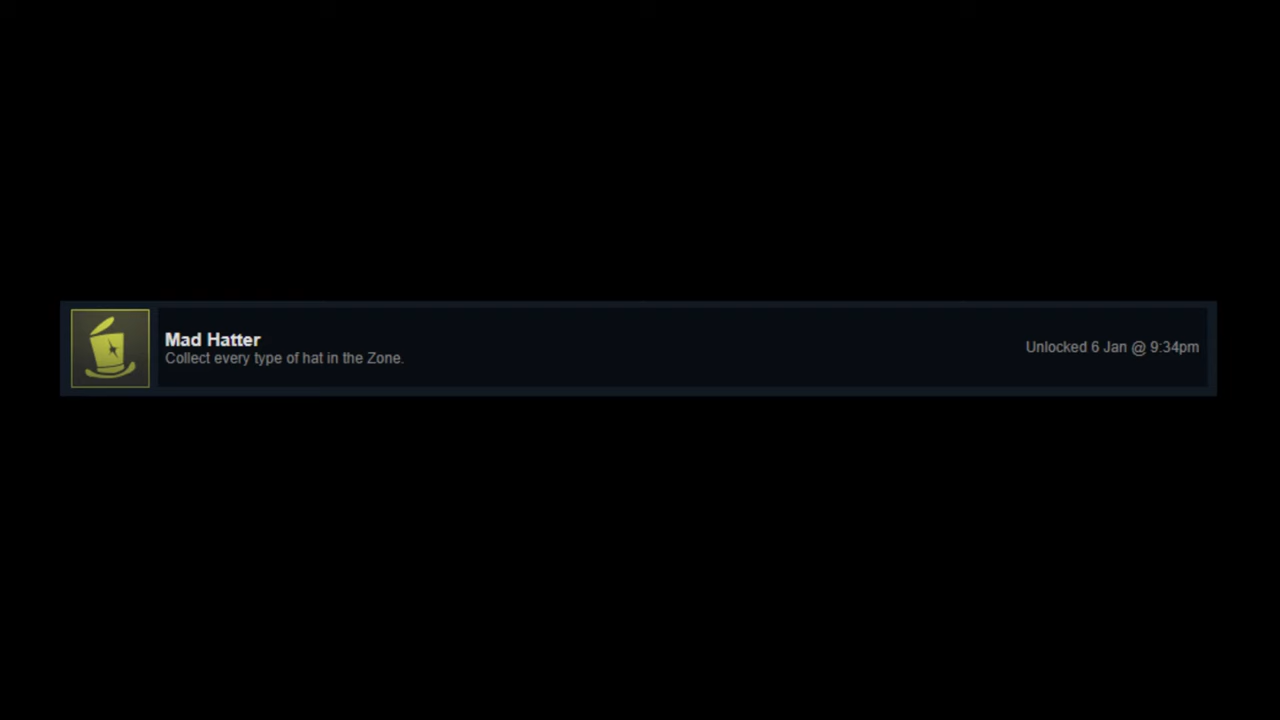 Mad Hatter
Collect every type of hat in the Zone.
Unlocked 6 Jan @ 9:34pm